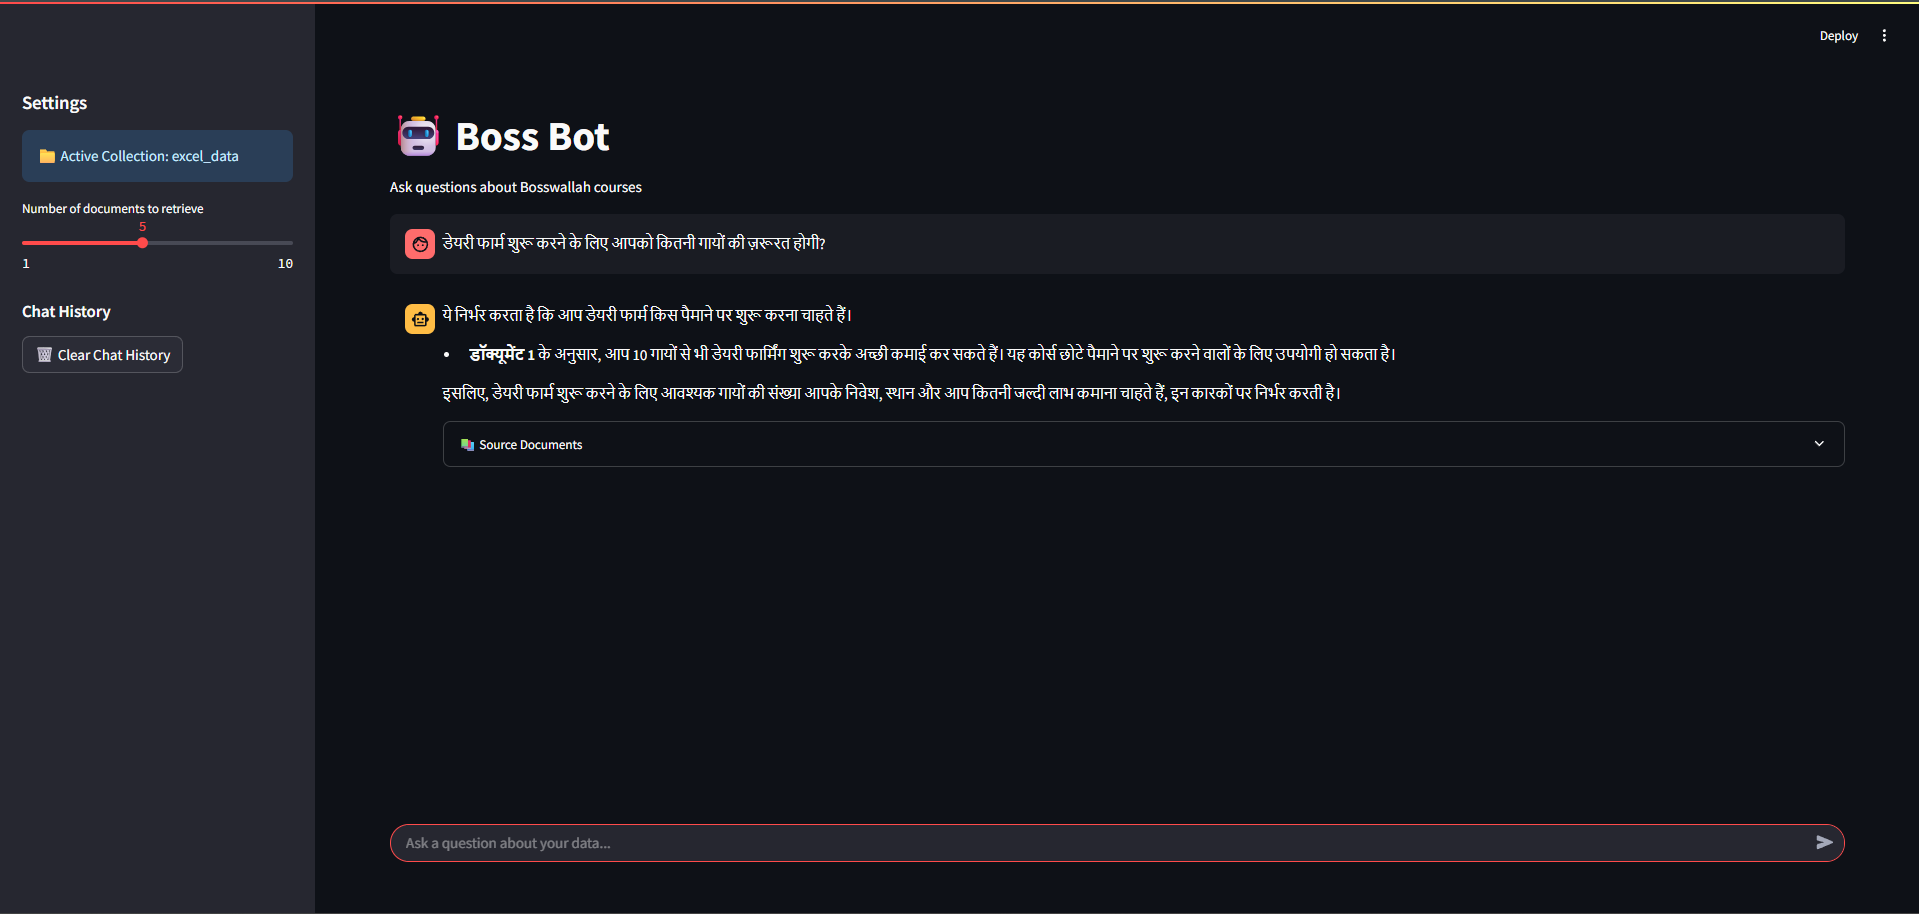 Deploy
Settings
Active Collection: excel_data
Number of documents to retrieve
5
1
10
Chat History
Clear Chat History
Boss Bot
Ask questions about Bosswallah courses
डेयरी फार्म शुरू करने के लिए आपको कितनी गायों की ज़रूरत होगी?
ये निर्भर करता है कि आप डेयरी फार्म किस पैमाने पर शुरू करना चाहते हैं।
• डॉक्यूमेंट 1 के अनुसार, आप 10 गायों से भी डेयरी फार्मिंग शुरू करके अच्छी कमाई कर सकते हैं। यह कोर्स छोटे पैमाने पर शुरू करने वालों के लिए उपयोगी हो सकता है।
इसलिए, डेयरी फार्म शुरू करने के लिए आवश्यक गायों की संख्या आपके निवेश, स्थान और आप कितनी जल्दी लाभ कमाना चाहते हैं, इन कारकों पर निर्भर करती है।
Source Documents
Ask a question about your data...